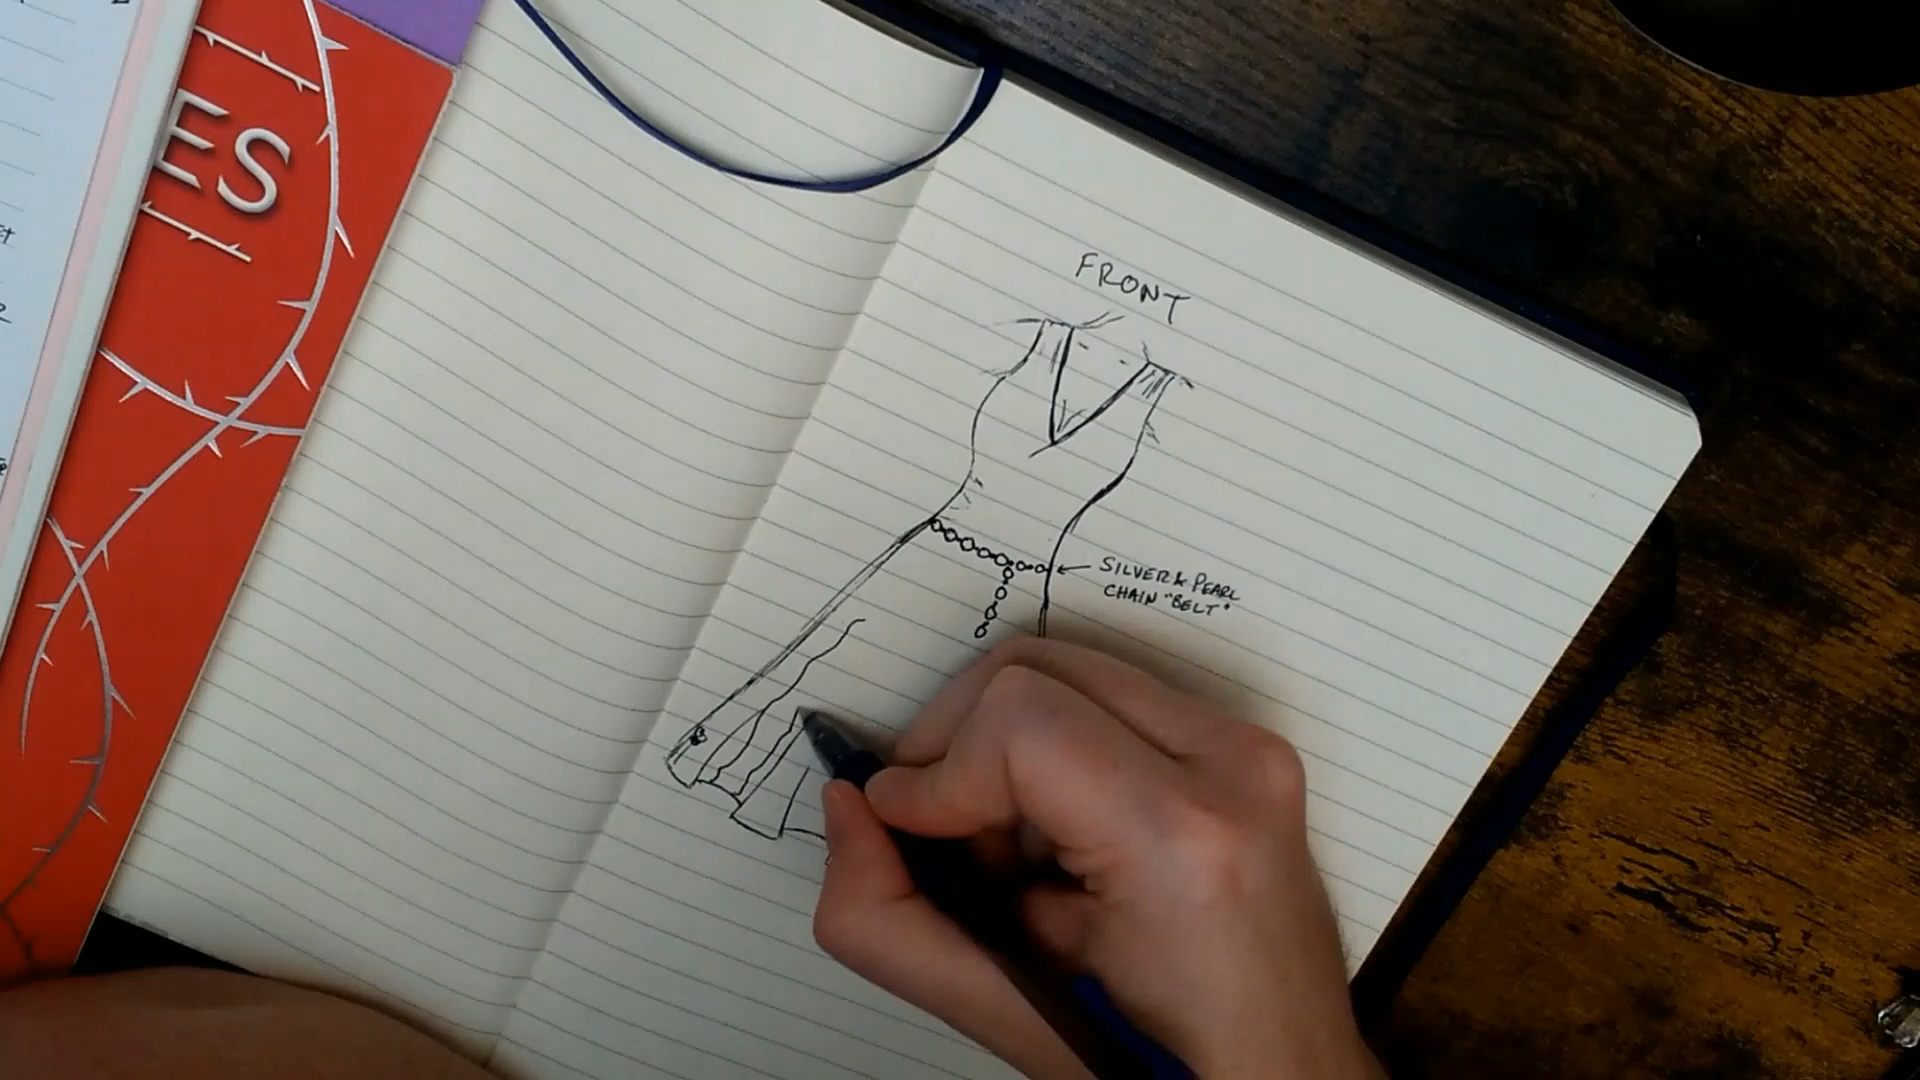 ES
FRONT
SILVER & PEARL
CHAIN "BELT"